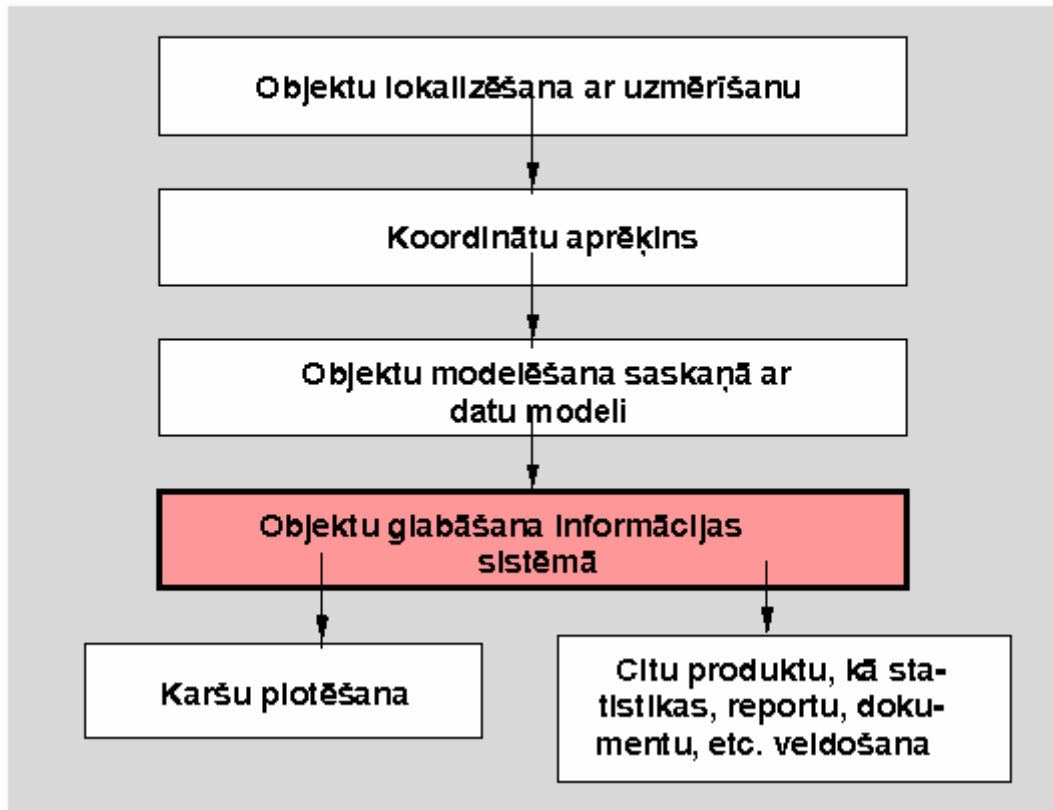 Objektu lokalizēšana ar uzmērīšanu
Koordinātu aprēķins
Objektu modelēšana saskaņā ar
datu modeli
Objektu glabāšana informācijas
sistēmā
Karšu plotēšana
Citu produktu, kā sta-
tistikas, reportu, doku-
mentu, etc. veidošana